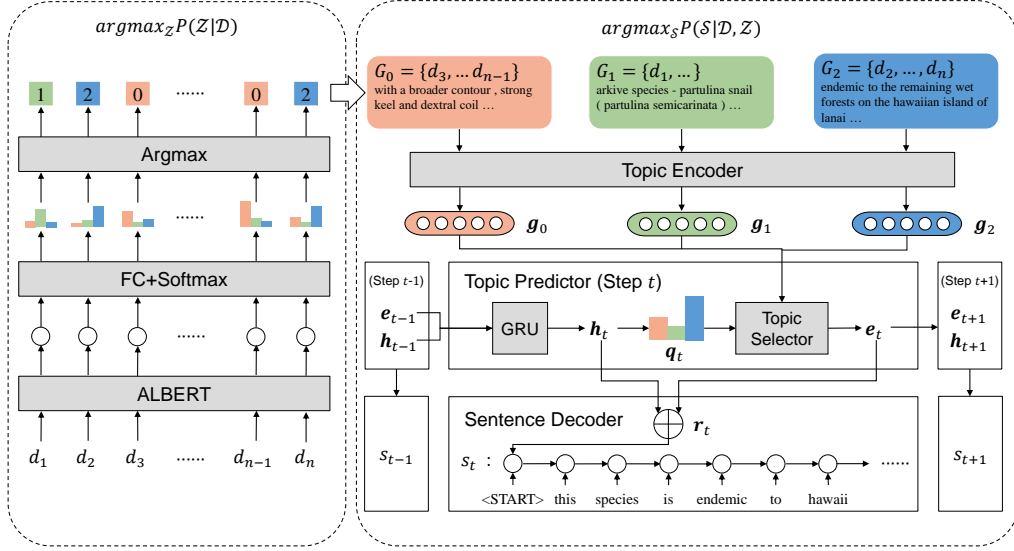 argmax_𝒵P(𝒵|𝒟)
1 2 0 ...... 0 2
Argmax
......
FC+Softmax
......
ALBERT
d_1 d_2 d_3 ...... d_{n-1} d_n
argmax_𝒮P(𝒮|𝒟, 𝒵)
G_0 = {d_3, … d_{n-1}}
with a broader contour , strong
keel and dextral coil …
G_1 = {d_1, …}
arkive species - partulina snail
( partulina semicarinata ) …
G_2 = {d_2, … , d_n}
endemic to the remaining wet
forests on the hawaiian island of
lanai …
Topic Encoder
g_0 g_1 g_2
(Step t-1)
e_{t-1}
h_{t-1}
s_{t-1}
Topic Predictor (Step t)
GRU
h_t
q_t
Topic
Selector
e_t
(Step t+1)
e_{t+1}
h_{t+1}
s_{t+1}
Sentence Decoder
r_t
s_t : ......
<START> this species is endemic to hawaii